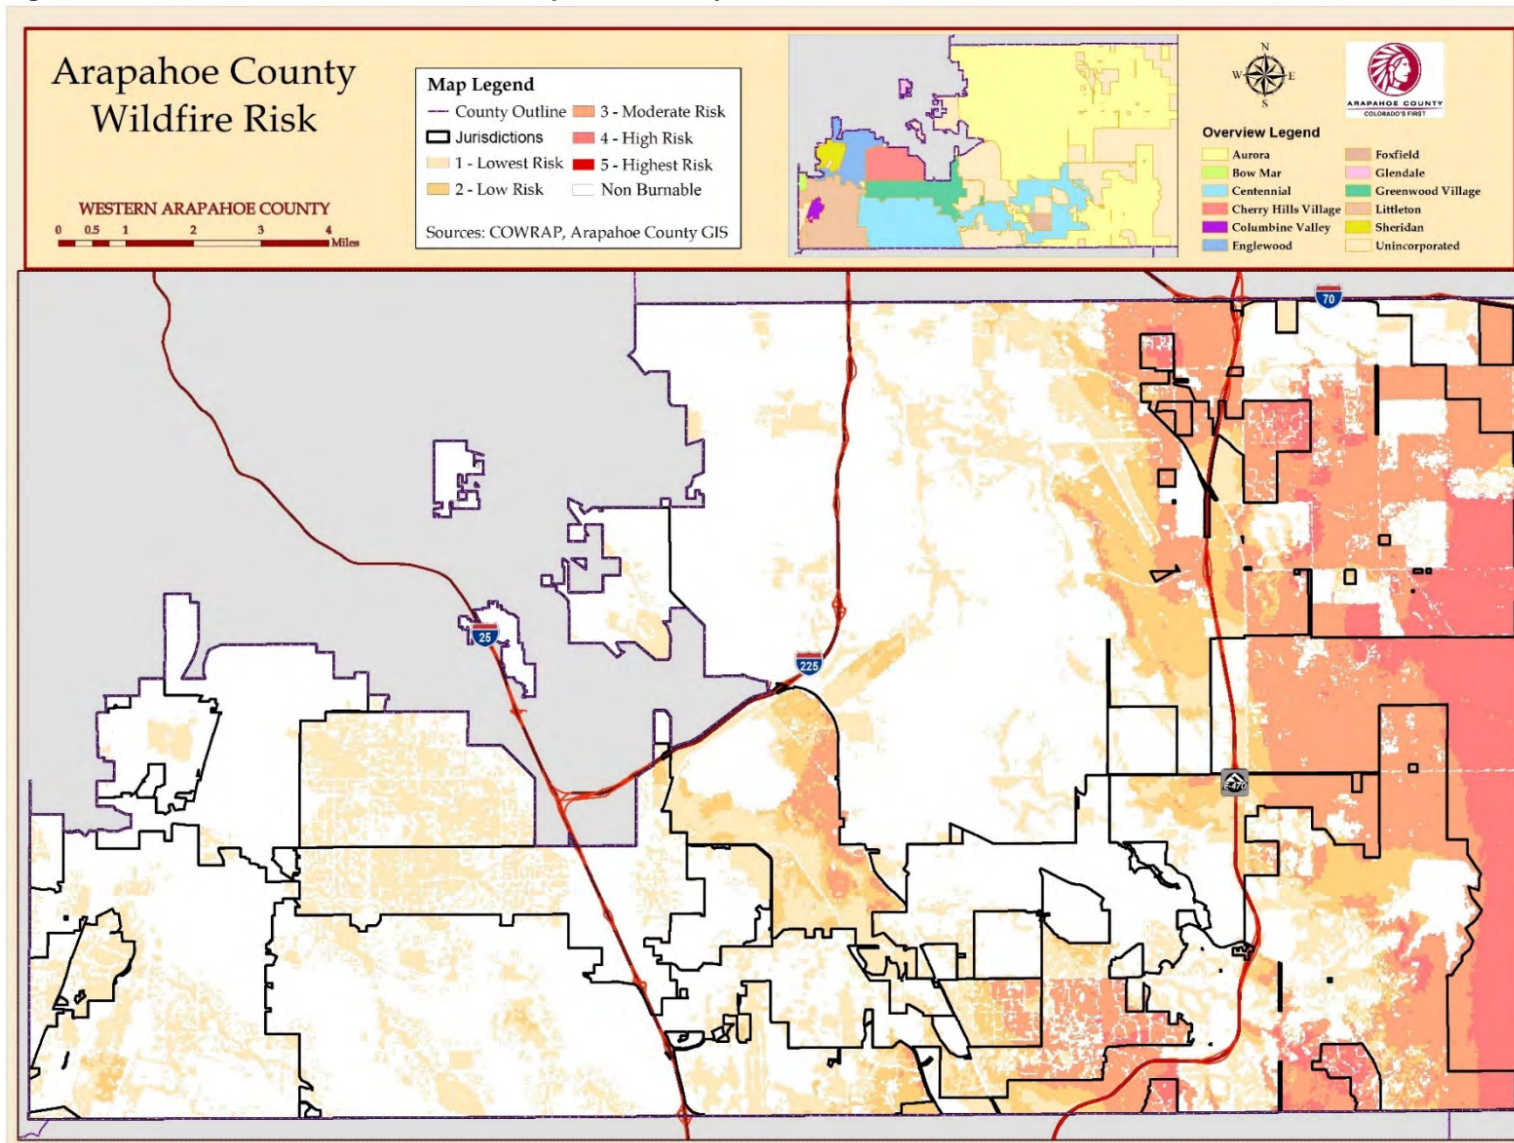 Arapahoe County
Wildfire Risk
WESTERN ARAPAHOE COUNTY
0 0.5 1 2 3 4
Miles
Map Legend
County Outline
Jurisdictions
1 - Lowest Risk
2 - Low Risk
3 - Moderate Risk
4 - High Risk
5 - Highest Risk
Non Burnable
Sources: COWRAP, Arapahoe County GIS
N
W E
S
ARAPAHOE COUNTY
COLORADO'S FIRST
Overview Legend
Aurora
Bow Mar
Centennial
Cherry Hills Village
Columbine Valley
Englewood
Foxfield
Glendale
Greenwood Village
Littleton
Sheridan
Unincorporated
70
25
225
E-470